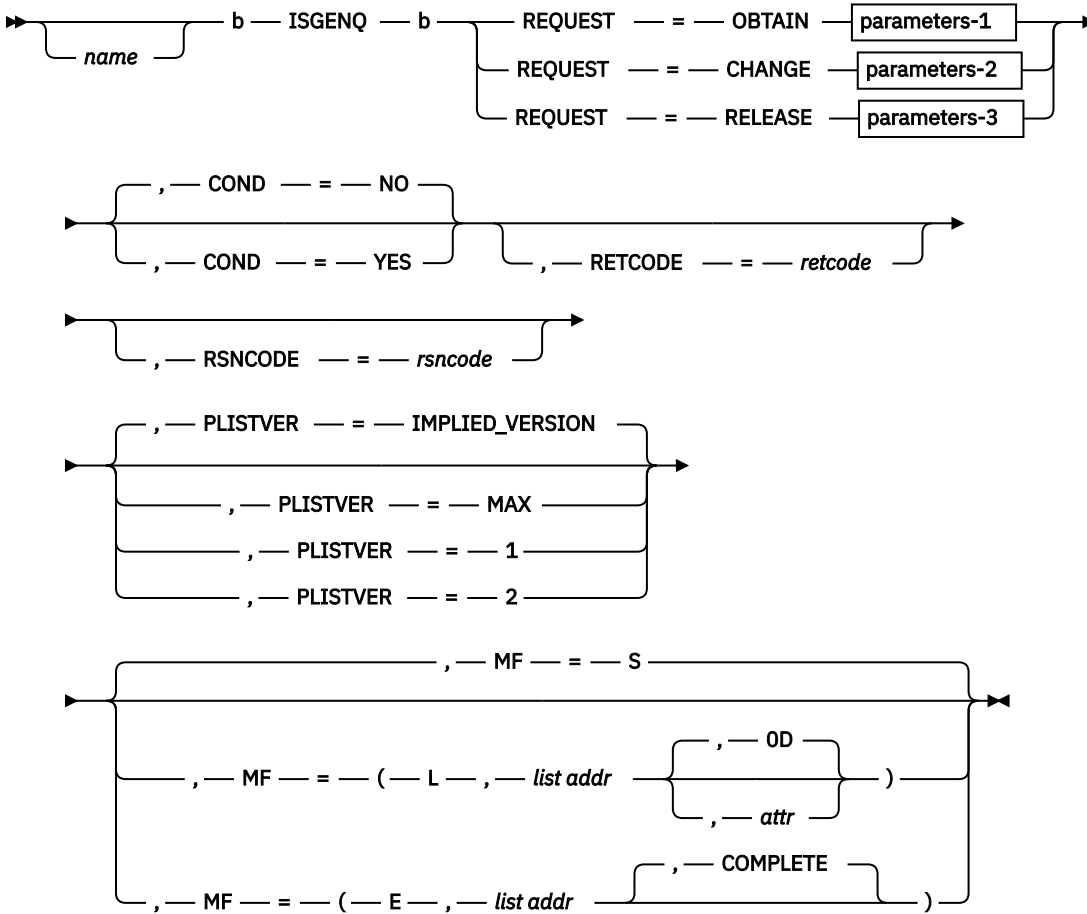 b ISGENQ b REQUEST = OBTAIN parameters-1
name
REQUEST = CHANGE parameters-2
REQUEST = RELEASE parameters-3
, COND = NO
, COND = YES
, RETCODE = retcode
, RSNCODE = rsncode
, PLISTVER = IMPLIED_VERSION
, PLISTVER = MAX
, PLISTVER = 1
, PLISTVER = 2
, MF = S
, 0D
, MF = ( L , list addr )
, attr
, COMPLETE
, MF = ( E , list addr )